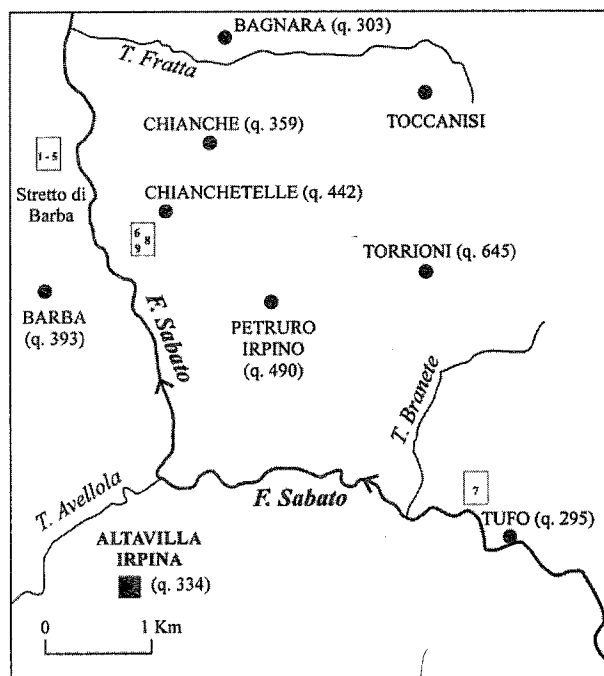 BAGNARA (q. 303)
T. Fratta
TOCCANISI
CHIANCHE (q. 359)
1 - 5
Stretto di
Barba
CHIANCHETELLE (q. 442)
6 8
9
TORRIONI (q. 645)
BARBA
(q. 393)
F. Sabato
PETRURO
IRPINO
(q. 490)
T. Branete
T. Avellola
F. Sabato
7
TUFO (q. 295)
ALTAVILLA
IRPINA
(q. 334)
0 1 Km